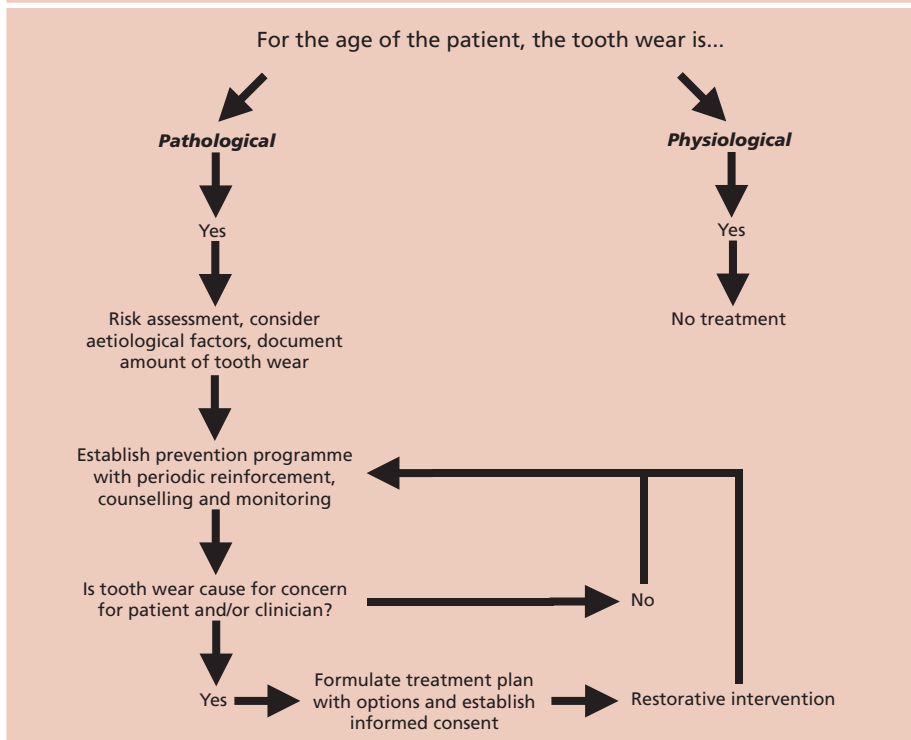 For the age of the patient, the tooth wear is...
Pathological
Physiological
Yes
Yes
Risk assessment, consider
aetiological factors, document
amount of tooth wear
No treatment
Establish prevention programme
with periodic reinforcement,
counselling and monitoring
Is tooth wear cause for concern
for patient and/or clinician?
No
Yes
Formulate treatment plan
with options and establish
informed consent
Restorative intervention